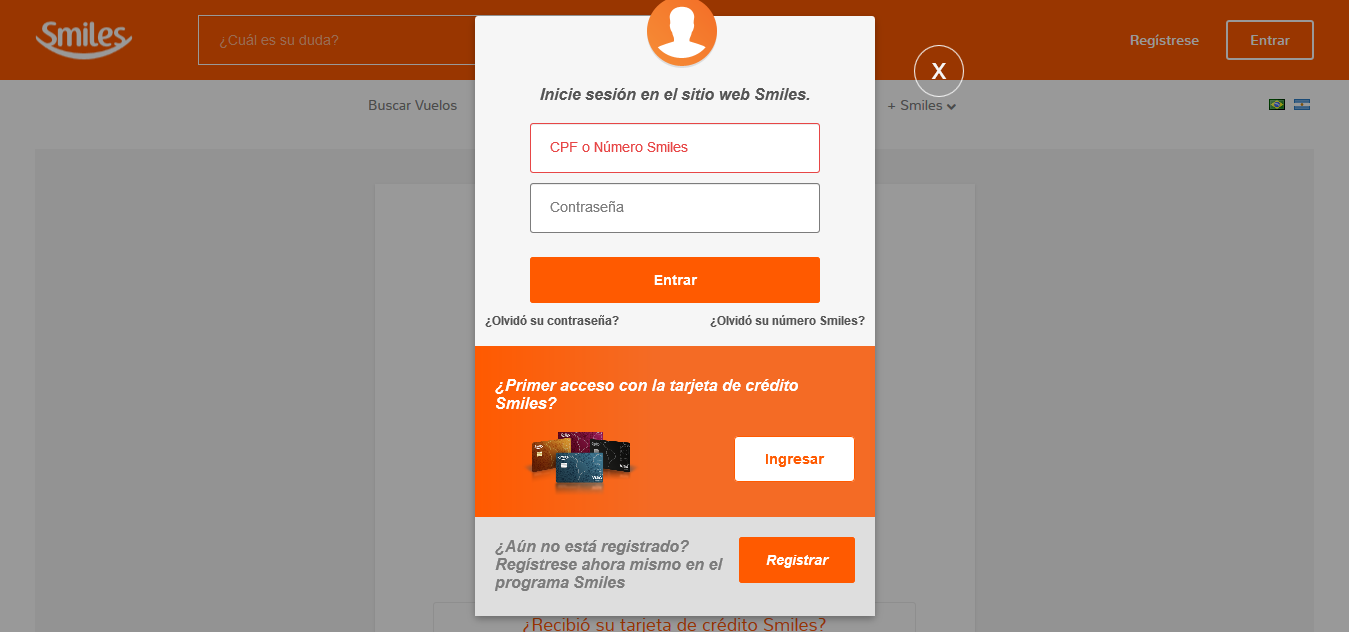 Smiles
¿Cuál es su duda?
Regístrese
Entrar
Buscar Vuelos
+ Smiles
X
Inicie sesión en el sitio web Smiles.
CPF o Número Smiles
Contraseña
Entrar
¿Olvidó su contraseña?
¿Olvidó su número Smiles?
¿Primer acceso con la tarjeta de crédito
Smiles?
Ingresar
¿Aún no está registrado?
Regístrese ahora mismo en el
programa Smiles
Registrar
¿Recibió su tarjeta de crédito Smiles?